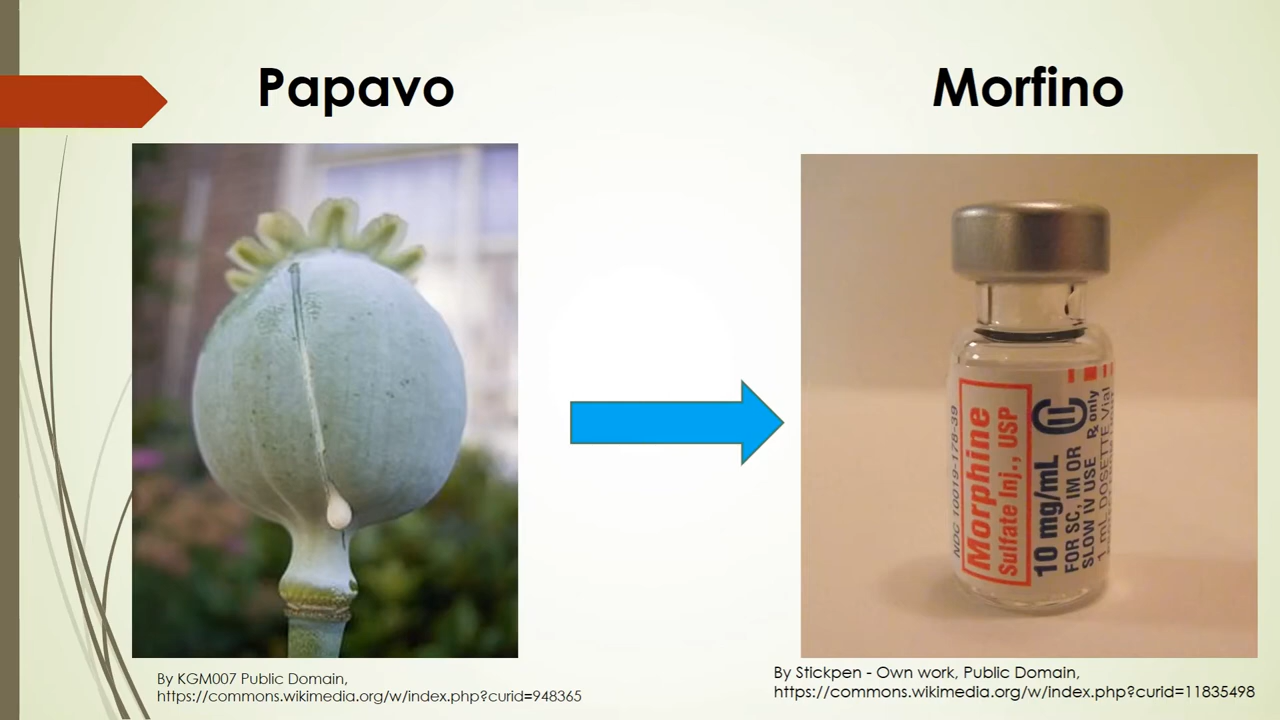 Papavo
Morfino
NDC 10019-178-39
Morphine
Sulfate Inj., USP
CII
10 mg/mL
Rx only
FOR SC, IM OR
SLOW IV USE
1 mL DOSETTE Vial
By KGM007 Public Domain,
https://commons.wikimedia.org/w/index.php?curid=948365
By Stickpen - Own work, Public Domain,
https://commons.wikimedia.org/w/index.php?curid=11835498